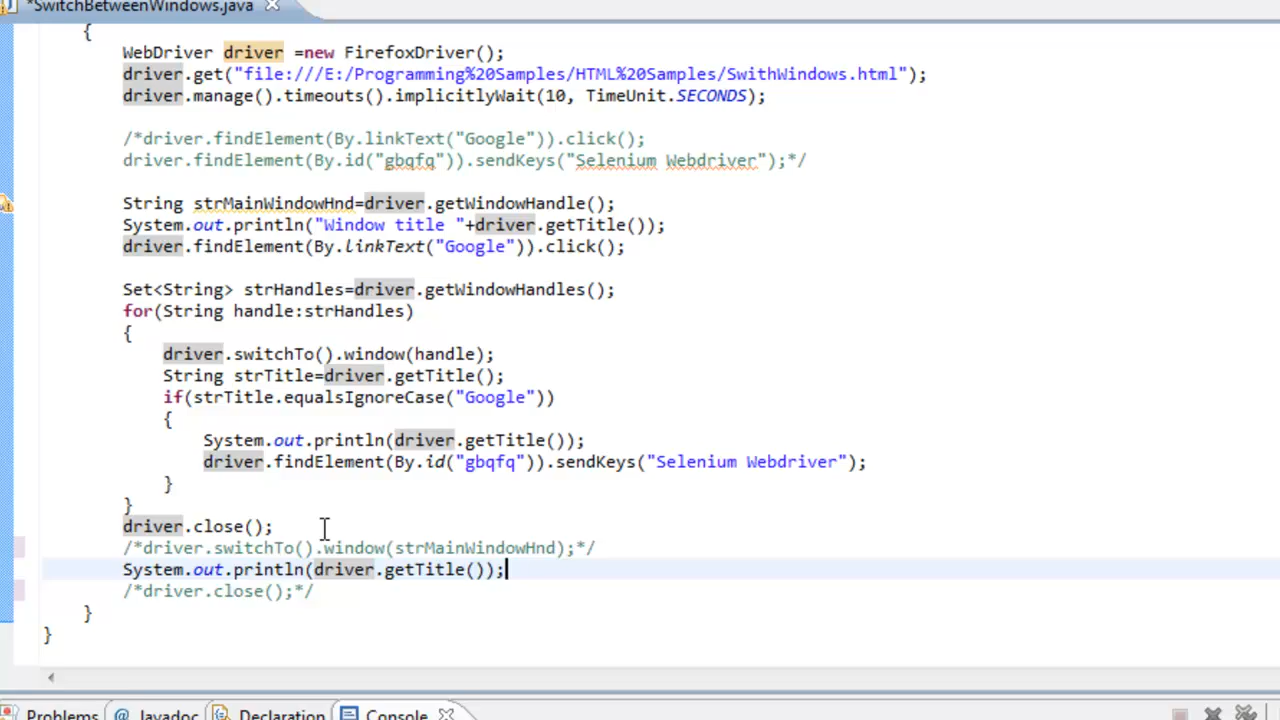 *SwitchBetweenWindows.java
{
WebDriver driver =new FirefoxDriver();
driver.get("file:///E:/Programming%20Samples/HTML%20Samples/SwithWindows.html");
driver.manage().timeouts().implicitlyWait(10, TimeUnit.SECONDS);
/*driver.findElement(By.linkText("Google")).click();
driver.findElement(By.id("gbqfq")).sendKeys("Selenium Webdriver");*/
String strMainWindowHnd=driver.getWindowHandle();
System.out.println("Window title "+driver.getTitle());
driver.findElement(By.linkText("Google")).click();
Set<String> strHandles=driver.getWindowHandles();
for(String handle:strHandles)
{
driver.switchTo().window(handle);
String strTitle=driver.getTitle();
if(strTitle.equalsIgnoreCase("Google"))
{
System.out.println(driver.getTitle());
driver.findElement(By.id("gbqfq")).sendKeys("Selenium Webdriver");
}
}
driver.close();
/*driver.switchTo().window(strMainWindowHnd);*/
System.out.println(driver.getTitle());
/*driver.close();*/
}
}
Problems @ Javadoc Declaration Console